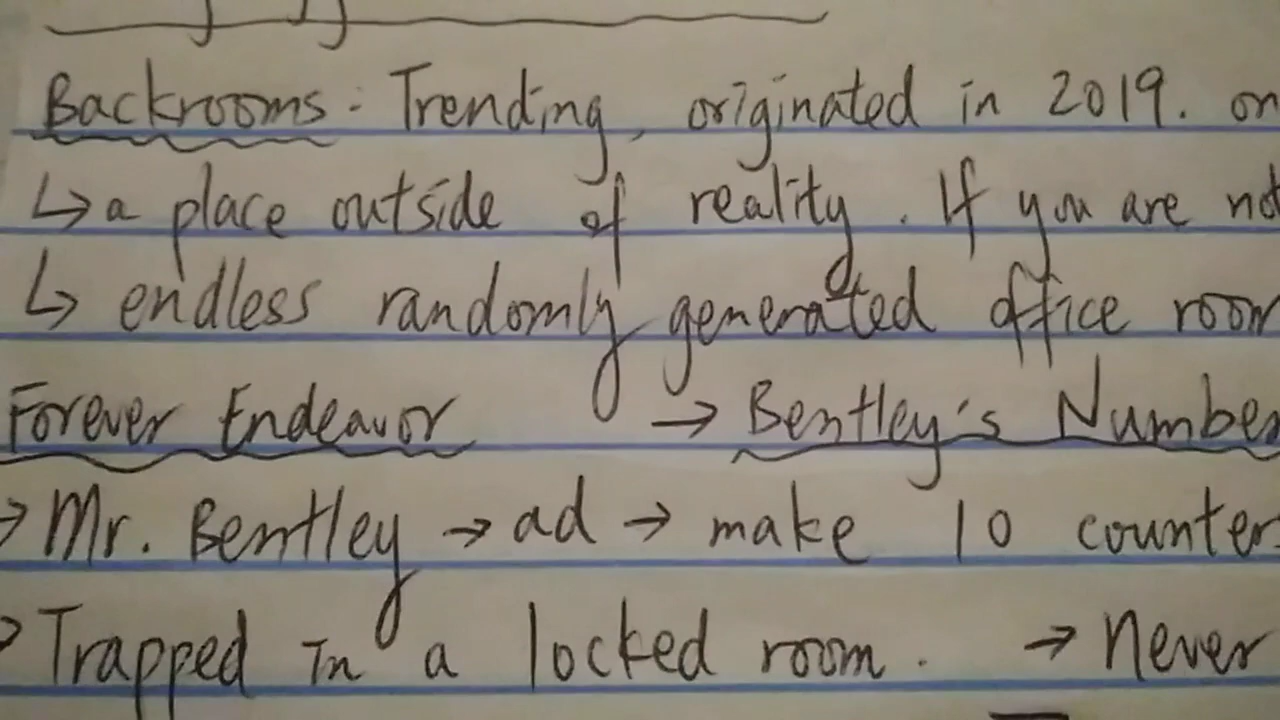 Backrooms: Trending, originated in 2019. on
↳ a place outside of reality. If you are not
↳ endless randomly generated office room
Forever Endeavor → Bentley's Number
→ Mr. Bentley → ad → make 10 counter
→ Trapped in a locked room. → never